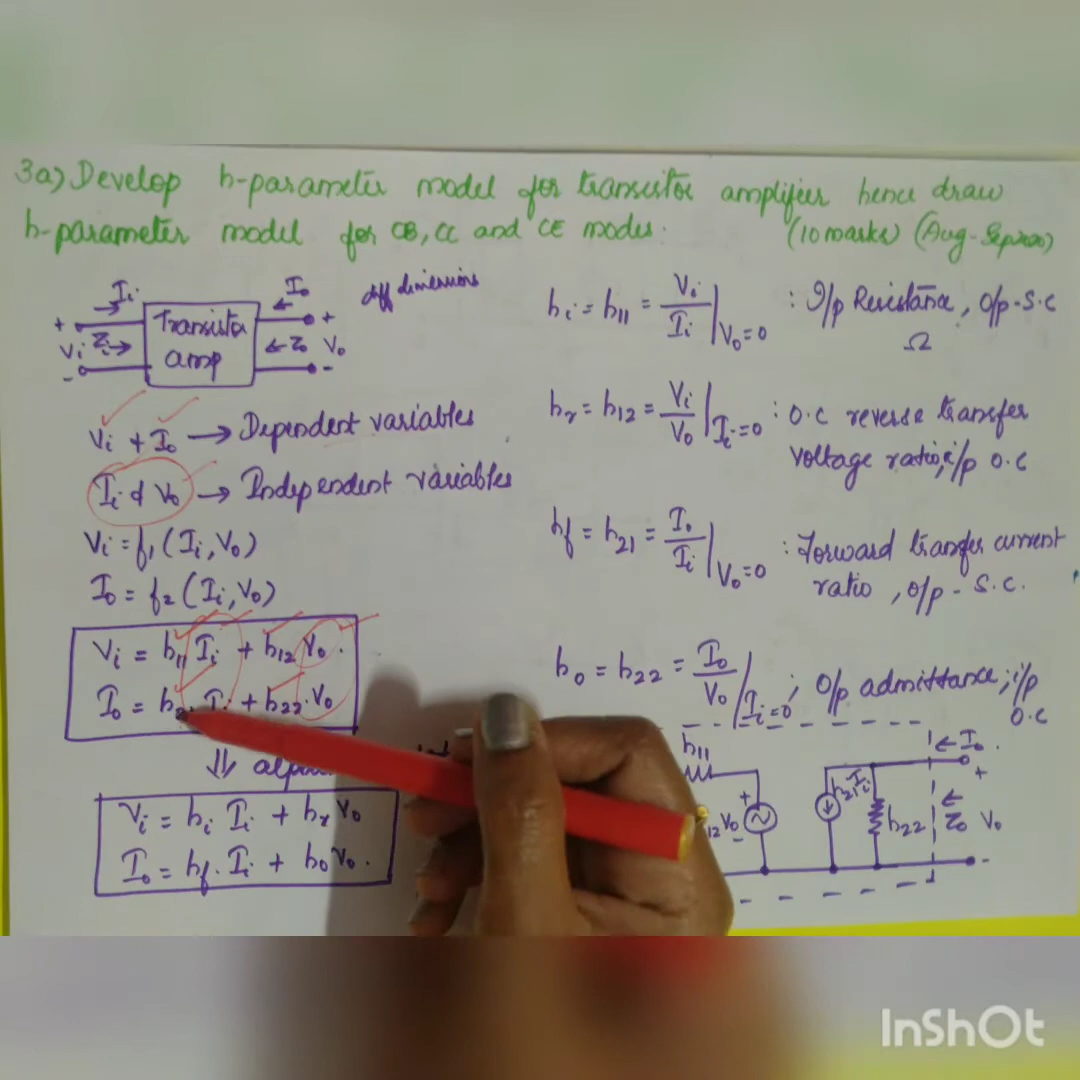 3a) Develop h-parameter model for transistor amplifier hence draw
h-parameter model for CB, CC and CE modes.
(10 marks) (Aug-Sep
Ii
Io
diff dimensions
+
Transistor
amp
+
Vi
Zi
Zo
Vo
-
-
Vi & Io → Dependent variables
Ii & Vo → Independent variables
Vi = f1 (Ii, Vo)
Io = f2 (Ii, Vo)
Vi = h11 Ii + h12 Vo.
Io = h2 . Ii + h22 . Vo
⇓
Vi = hi Ii + hr Vo
Io = hf. Ii + ho Vo.
hi = h11 = Vi/Ii | Vo=0 : I/p Resistance, O/p-S.C
Ω
hr = h12 = Vi/Vo | Ii=0 : O.C reverse transfer
voltage ratio, i/p O.C
hf = h21 = Io/Ii | Vo=0 : Forward transfer current
ratio, O/p - S.C.
ho = h22 = Io/Vo / Ii=0 ; O/p admittance, i/p
O.C
h11
← Io.
+
+
h21 Ii
12 Vo
h22
Zo
Vo
-
-
InShOt